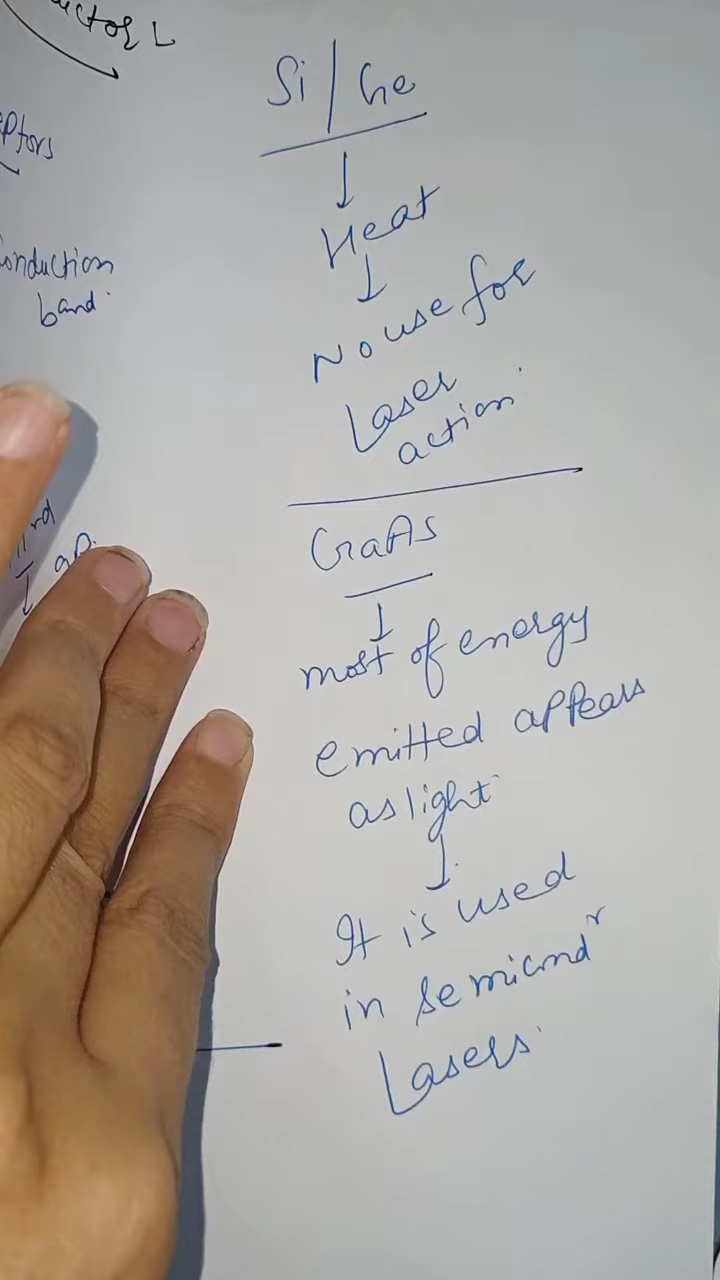 Si/Ge
Heat
No use for
Laser
action
GaAs
most of energy
emitted appears
as light
It is used
in semicondr
Lasers
onduction
band